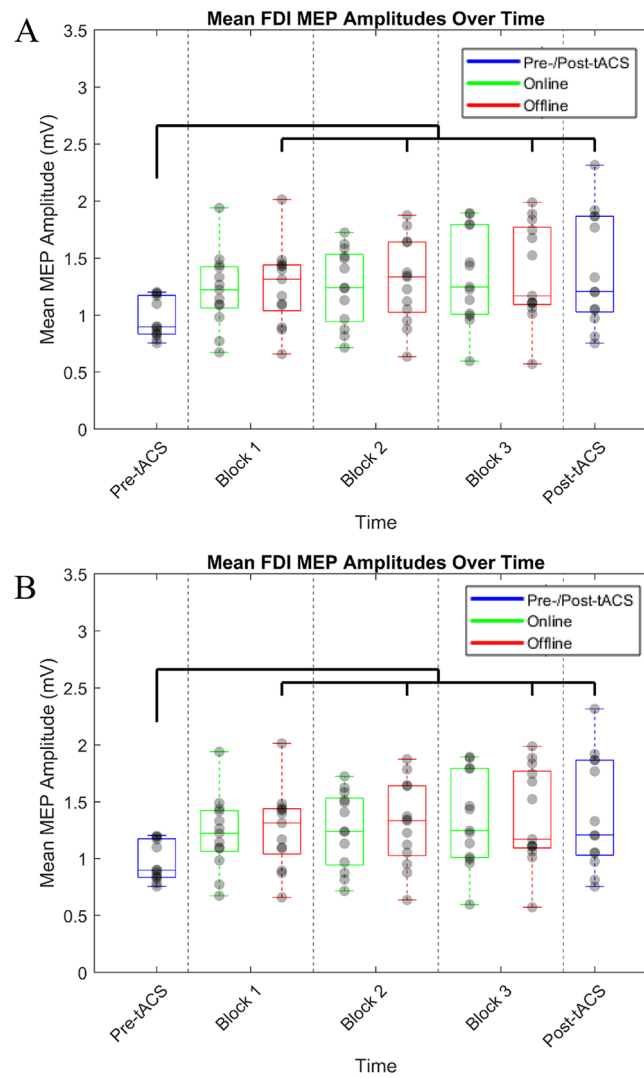 A
Mean FDI MEP Amplitudes Over Time
3.5
3
2.5
2
1.5
1
0.5
0
Mean MEP Amplitude (mV)
Pre-/Post-tACS
Online
Offline
Pre-tACS
Block 1
Block 2
Block 3
Post-tACS
Time
B
Mean FDI MEP Amplitudes Over Time
3.5
3
2.5
2
1.5
1
0.5
0
Mean MEP Amplitude (mV)
Pre-/Post-tACS
Online
Offline
Pre-tACS
Block 1
Block 2
Block 3
Post-tACS
Time